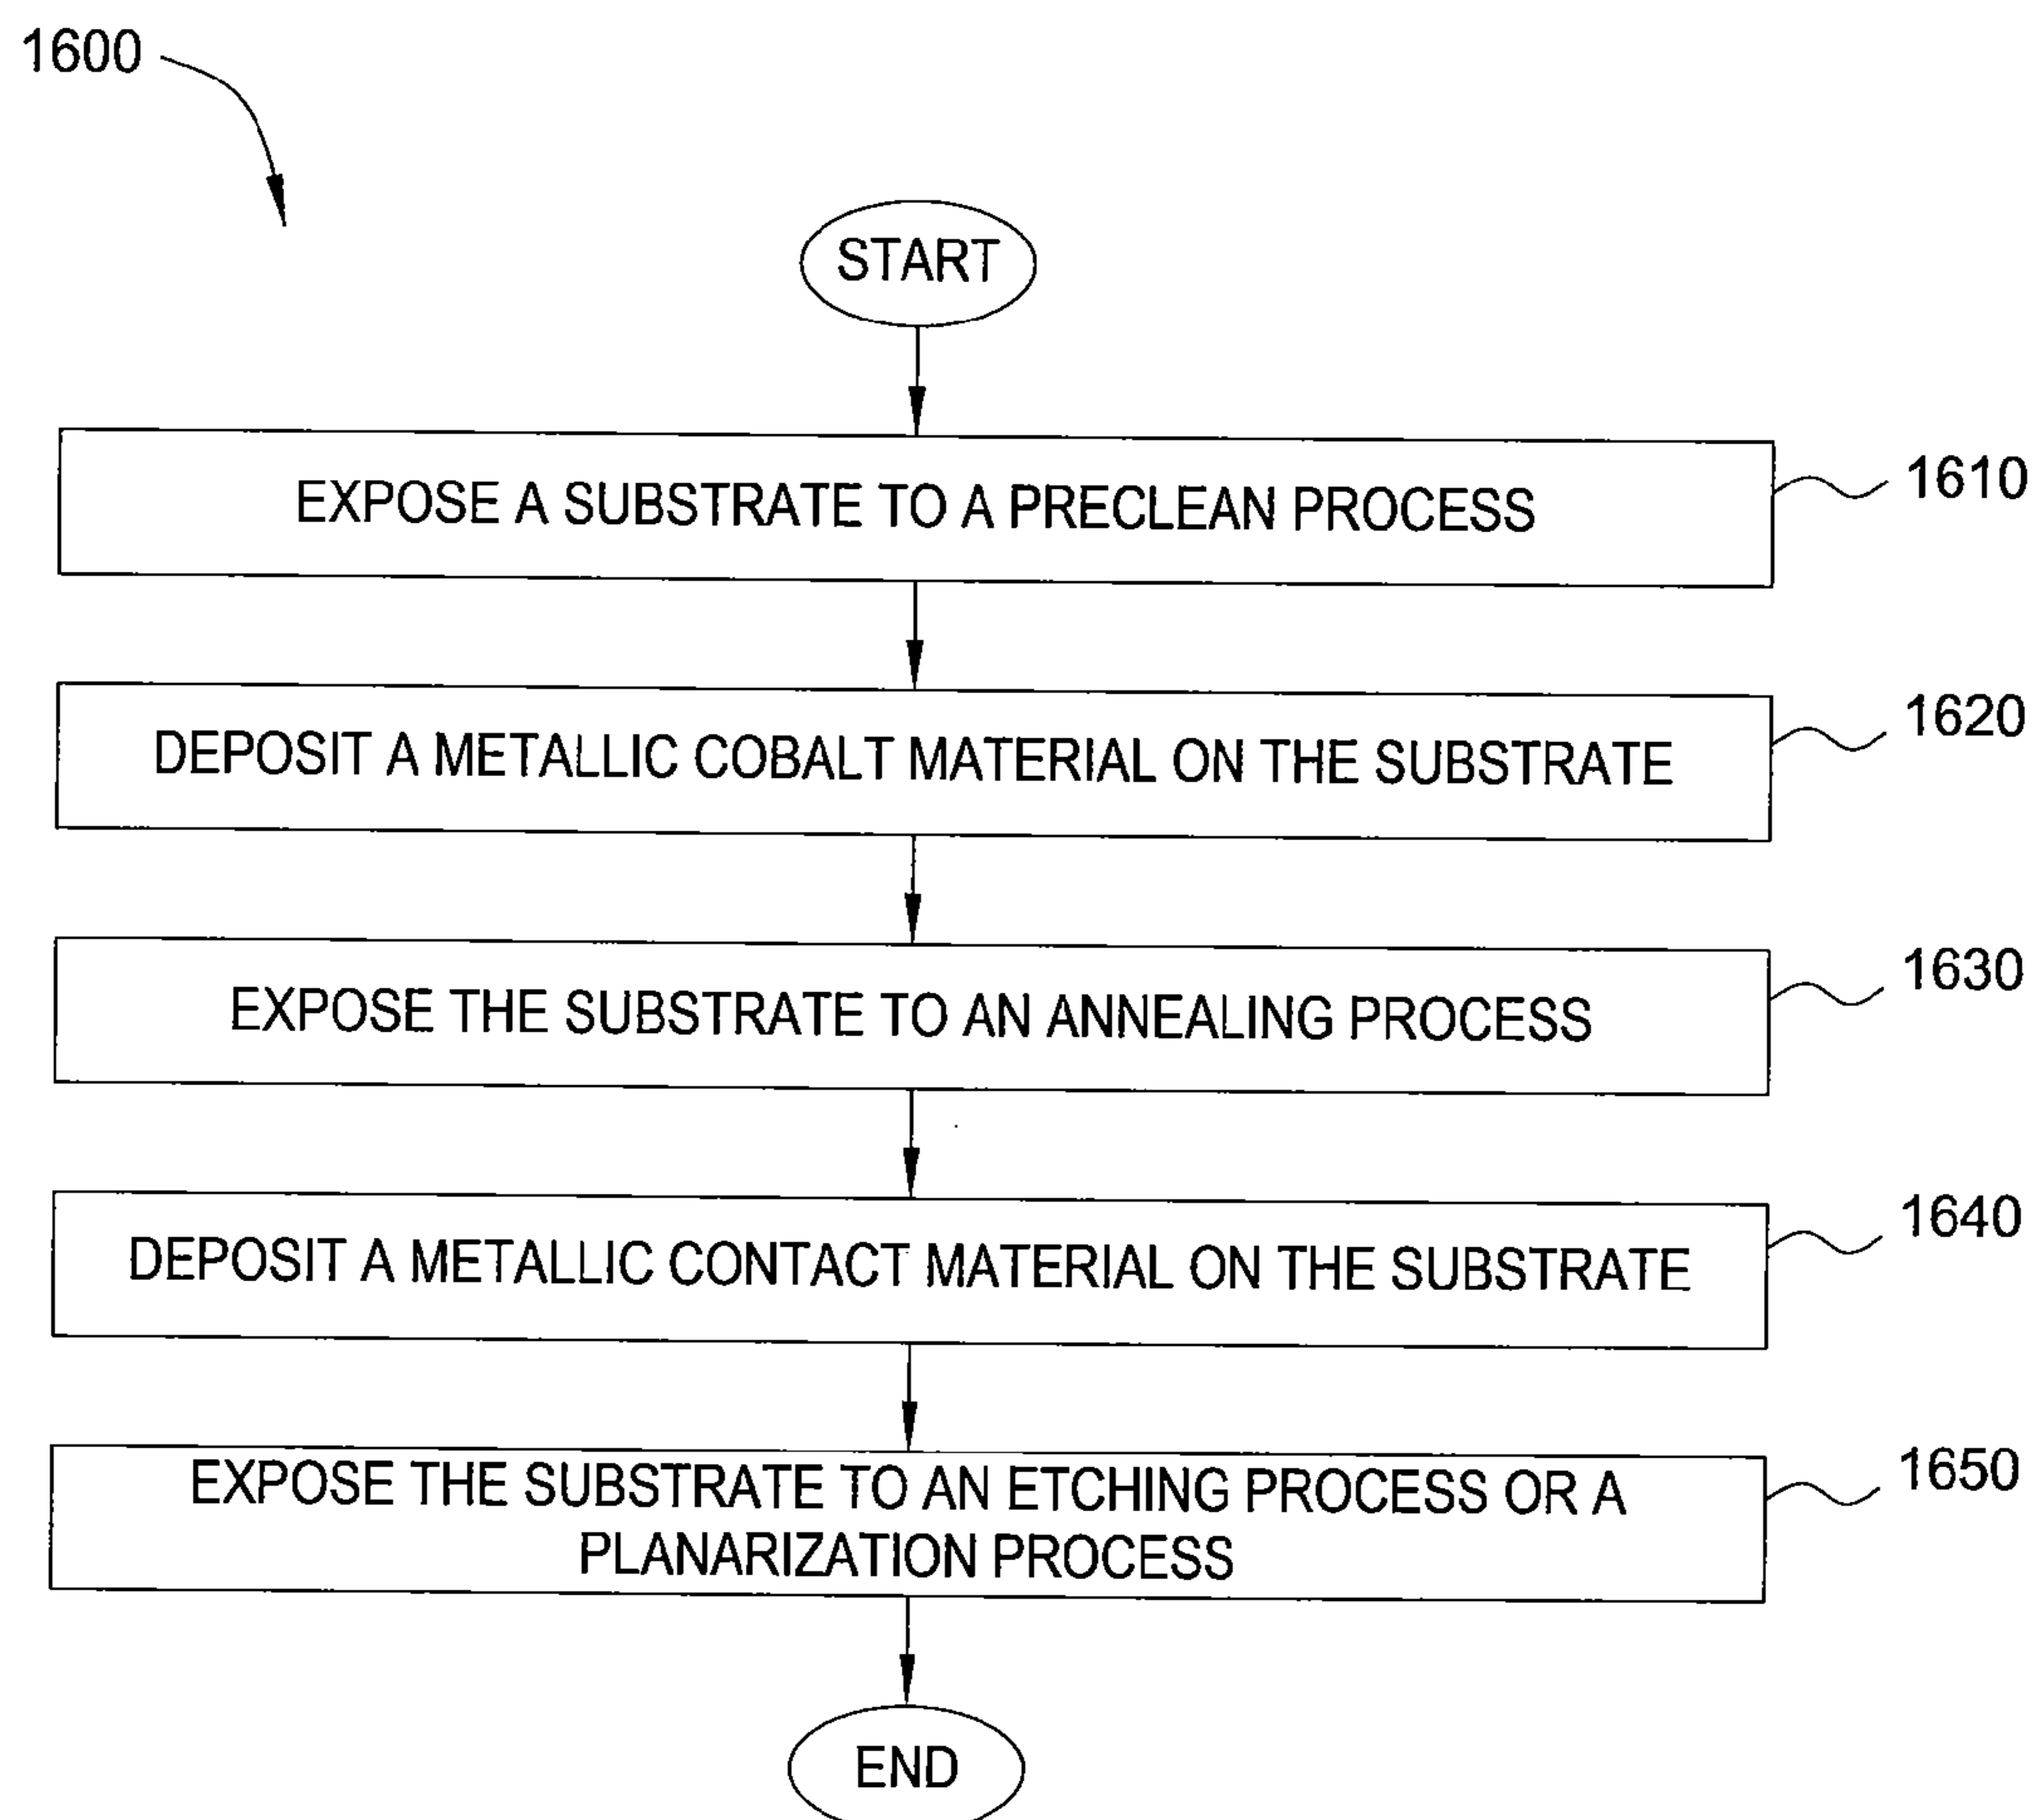 1600
START
EXPOSE A SUBSTRATE TO A PRECLEAN PROCESS
1610
DEPOSIT A METALLIC COBALT MATERIAL ON THE SUBSTRATE
1620
EXPOSE THE SUBSTRATE TO AN ANNEALING PROCESS
1630
DEPOSIT A METALLIC CONTACT MATERIAL ON THE SUBSTRATE
1640
EXPOSE THE SUBSTRATE TO AN ETCHING PROCESS OR A
PLANARIZATION PROCESS
1650
END